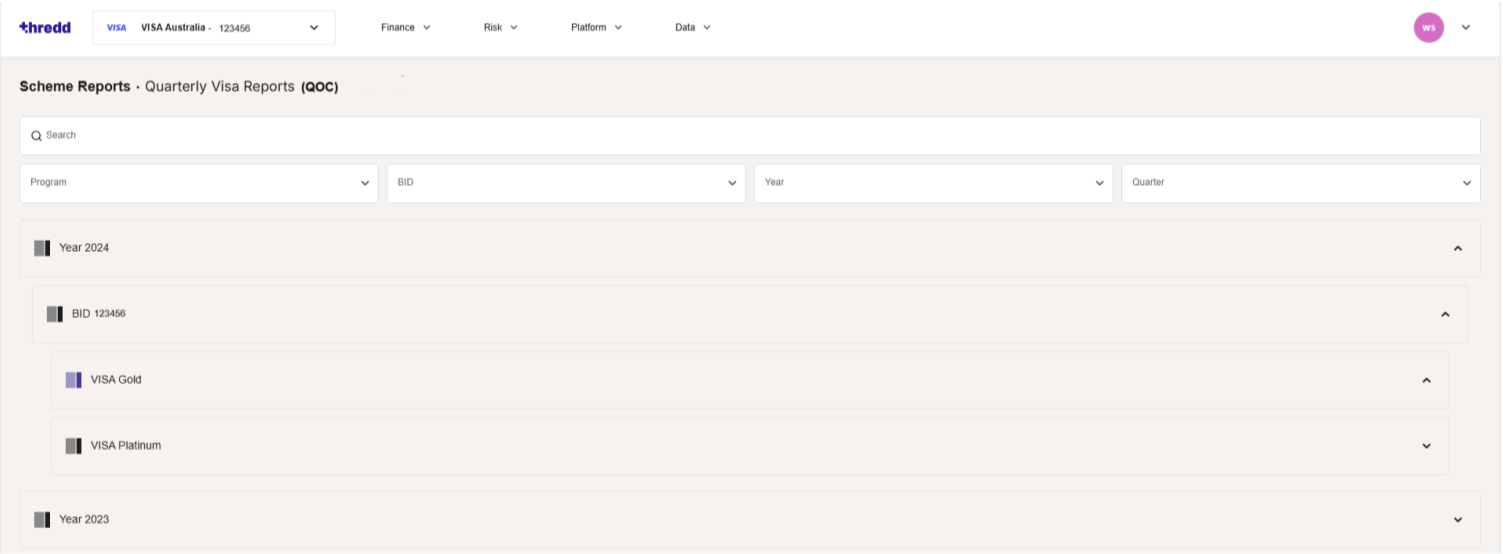 thredd VISA VISA Australia - 123456 Finance Risk Platform Data ws
Scheme Reports · Quarterly Visa Reports (QOC)
Search
Program BID Year Quarter
Year 2024
BID 123456
VISA Gold
VISA Platinum
Year 2023